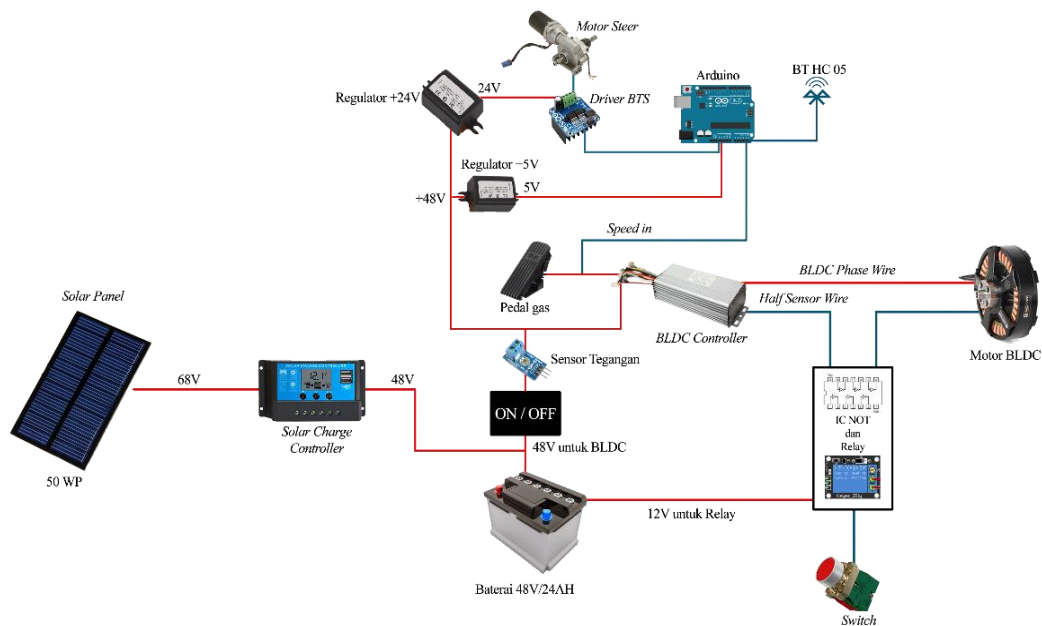 Motor Steer
Regulator +24V
24V
Driver BTS
Arduino
BT HC 05
Regulator −5V
+48V
5V
Speed in
Pedal gas
BLDC Phase Wire
Half Sensor Wire
BLDC Controller
Motor BLDC
Solar Panel
68V
48V
Solar Charge
Controller
50 WP
Sensor Tegangan
ON / OFF
48V untuk BLDC
IC NOT
dan
Relay
12V untuk Relay
Baterai 48V/24AH
Switch